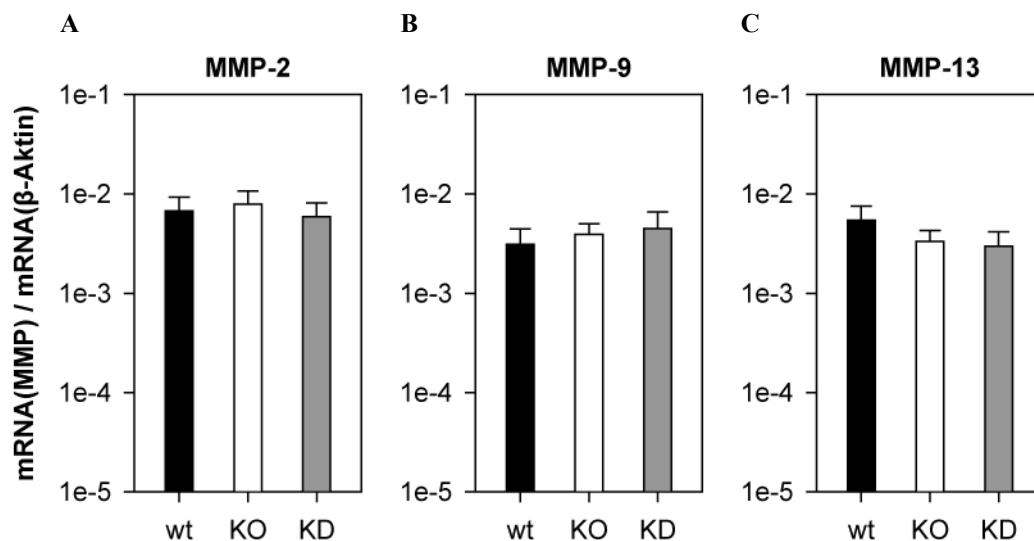 A
B
C
MMP-2
MMP-9
MMP-13
mRNA(MMP) / mRNA(β-Aktin)
1e-1
1e-2
1e-3
1e-4
1e-5
wt KO KD
1e-1
1e-2
1e-3
1e-4
1e-5
wt KO KD
1e-1
1e-2
1e-3
1e-4
1e-5
wt KO KD